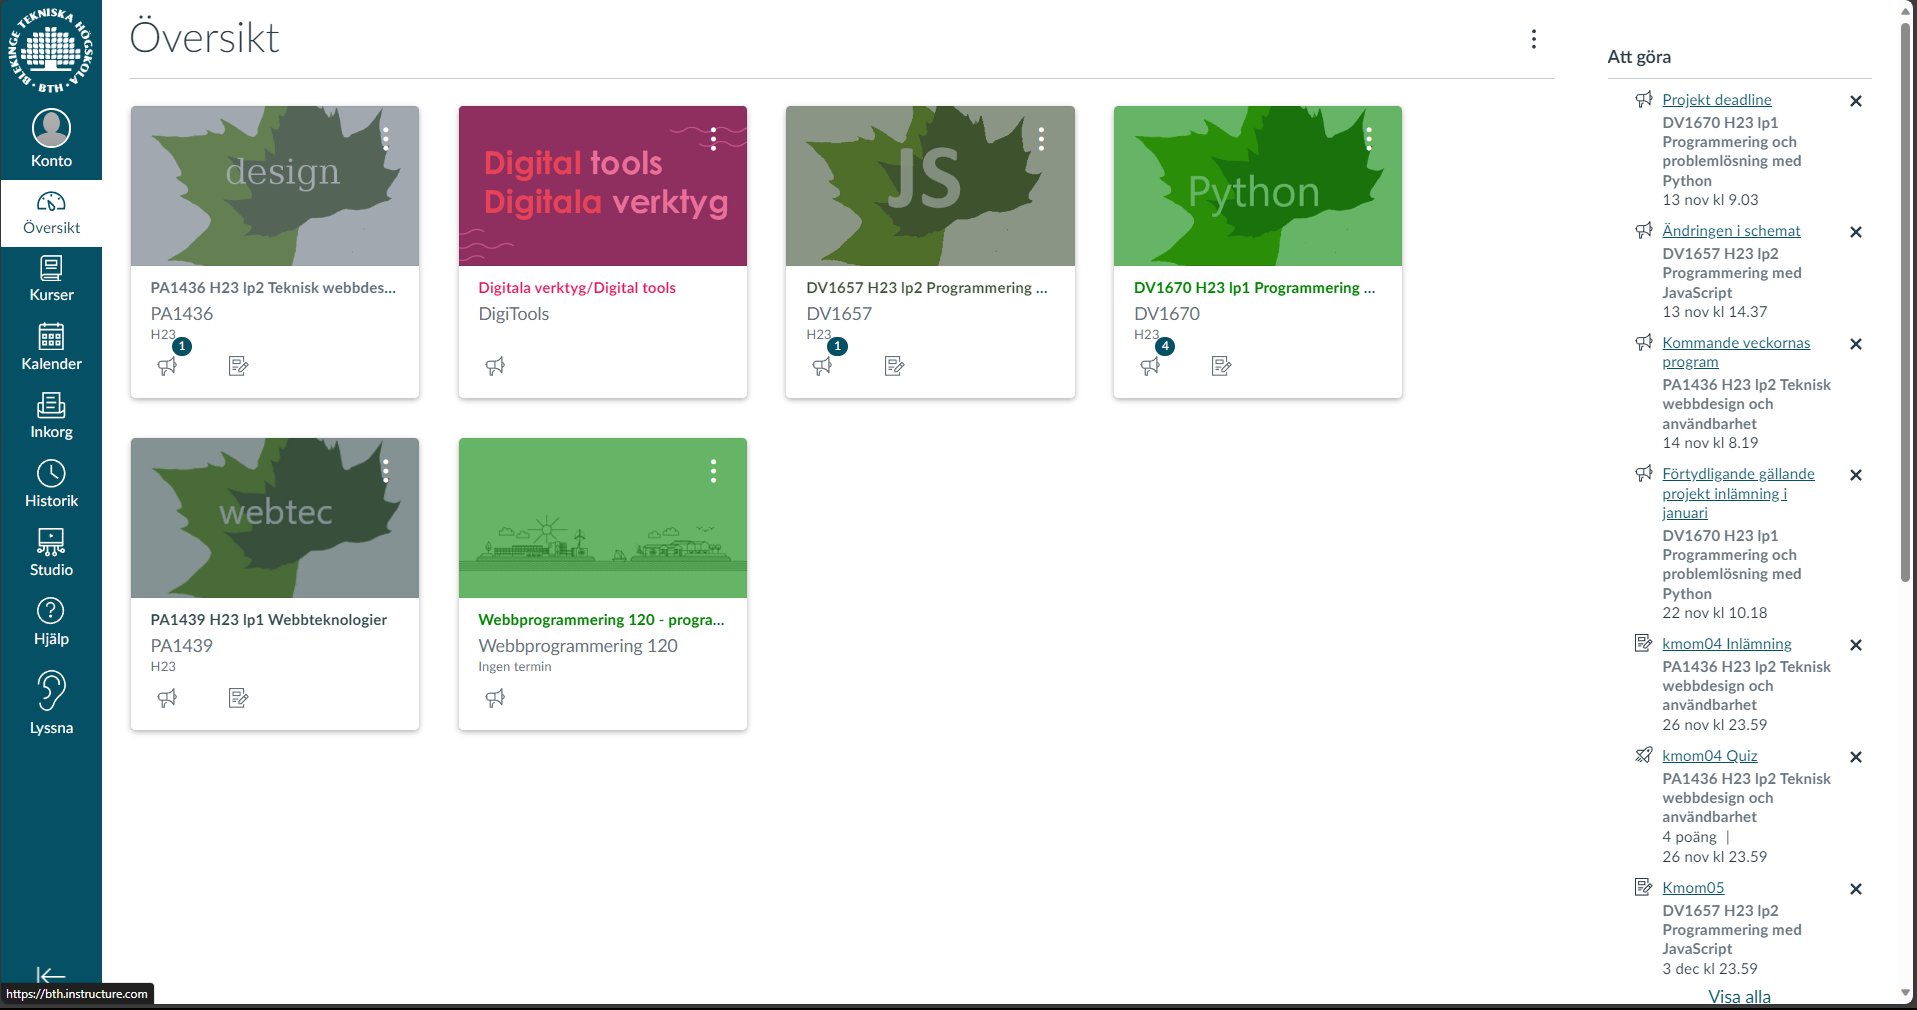 BLEKINGE TEKNISKA HÖGSKOLA
· BTH ·
Konto
Översikt
Kurser
Kalender
Inkorg
Historik
Studio
Hjälp
Lyssna
https://bth.instructure.com
Översikt
design
PA1436 H23 lp2 Teknisk webbdes...
PA1436
H23
1
Digital tools
Digitala verktyg
Digitala verktyg/Digital tools
DigiTools
JS
DV1657 H23 lp2 Programmering ...
DV1657
H23
1
Python
DV1670 H23 lp1 Programmering ...
DV1670
H23
4
webtec
PA1439 H23 lp1 Webbteknologier
PA1439
H23
Webbprogrammering 120 - progra...
Webbprogrammering 120
Ingen termin
Att göra
Projekt deadline
DV1670 H23 lp1
Programmering och
problemlösning med
Python
13 nov kl 9.03
Ändringen i schemat
DV1657 H23 lp2
Programmering med
JavaScript
13 nov kl 14.37
Kommande veckornas
program
PA1436 H23 lp2 Teknisk
webbdesign och
användbarhet
14 nov kl 8.19
Förtydligande gällande
projekt inlämning i
januari
DV1670 H23 lp1
Programmering och
problemlösning med
Python
22 nov kl 10.18
kmom04 Inlämning
PA1436 H23 lp2 Teknisk
webbdesign och
användbarhet
26 nov kl 23.59
kmom04 Quiz
PA1436 H23 lp2 Teknisk
webbdesign och
användbarhet
4 poäng |
26 nov kl 23.59
Kmom05
DV1657 H23 lp2
Programmering med
JavaScript
3 dec kl 23.59
Visa alla